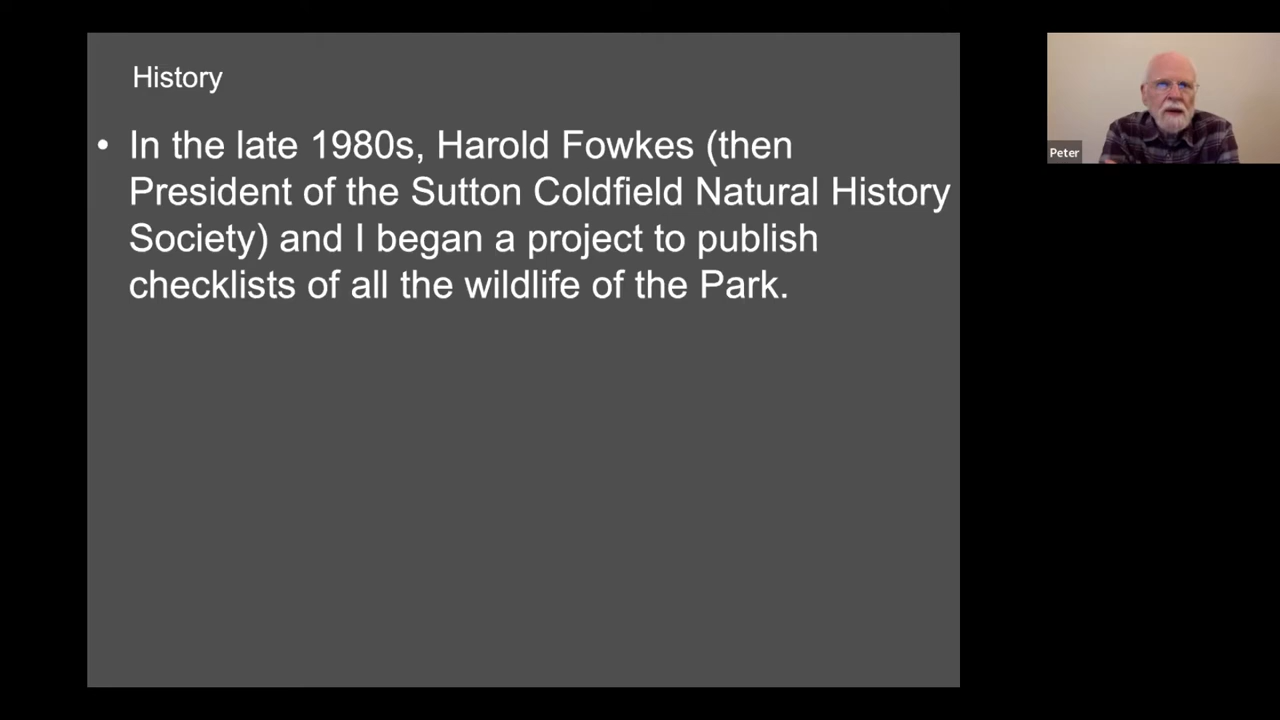 History
• In the late 1980s, Harold Fowkes (then
President of the Sutton Coldfield Natural History
Society) and I began a project to publish
checklists of all the wildlife of the Park.
Peter